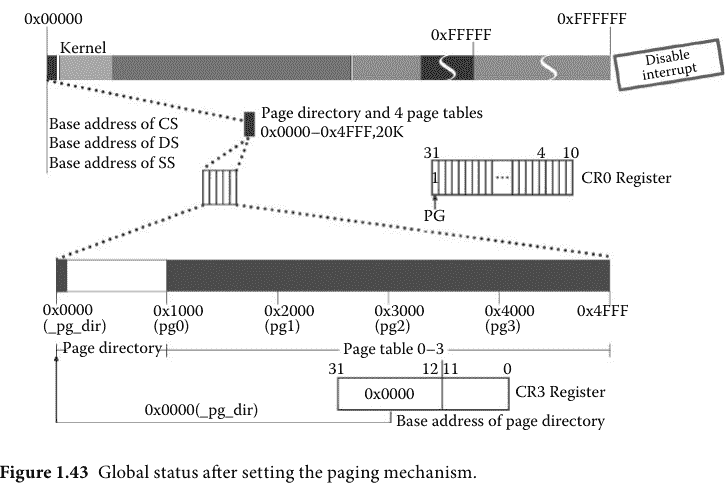 0x00000
0xFFFFF
0xFFFFFF
Kernel
Disable
interrupt
Base address of CS
Base address of DS
Base address of SS
Page directory and 4 page tables
0x0000–0x4FFF,20K
31
4
10
1
...
CR0 Register
PG
0x0000
0x1000
0x2000
0x3000
0x4000
0x4FFF
(_pg_dir)
(pg0)
(pg1)
(pg2)
(pg3)
Page directory
Page table 0–3
31
12
11
0
0x0000
CR3 Register
0x0000(_pg_dir)
Base address of page directory
Figure 1.43 Global status after setting the paging mechanism.